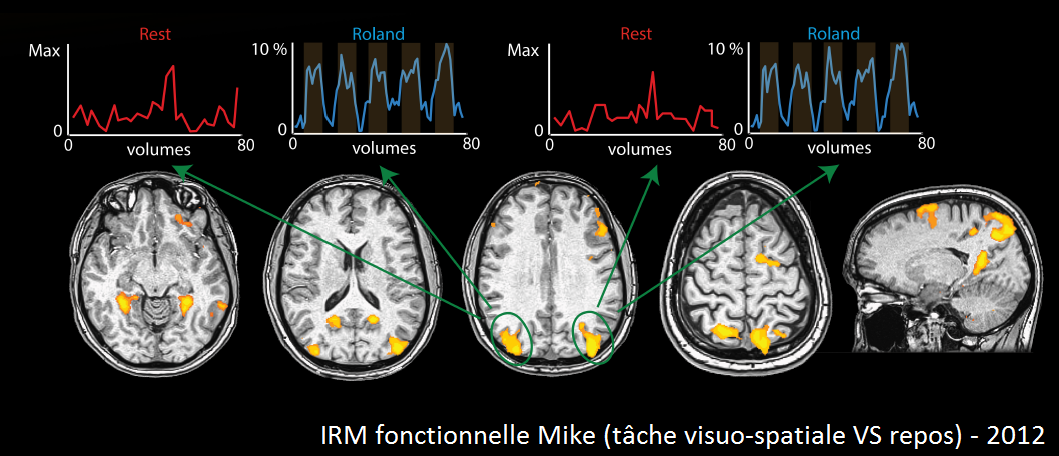 Rest
Max
0
0
volumes
80
Roland
10 %
0
0
volumes
80
Rest
Max
0
0
volumes
80
Roland
10 %
0
0
volumes
80
IRM fonctionnelle Mike (tâche visuo-spatiale VS repos) - 2012